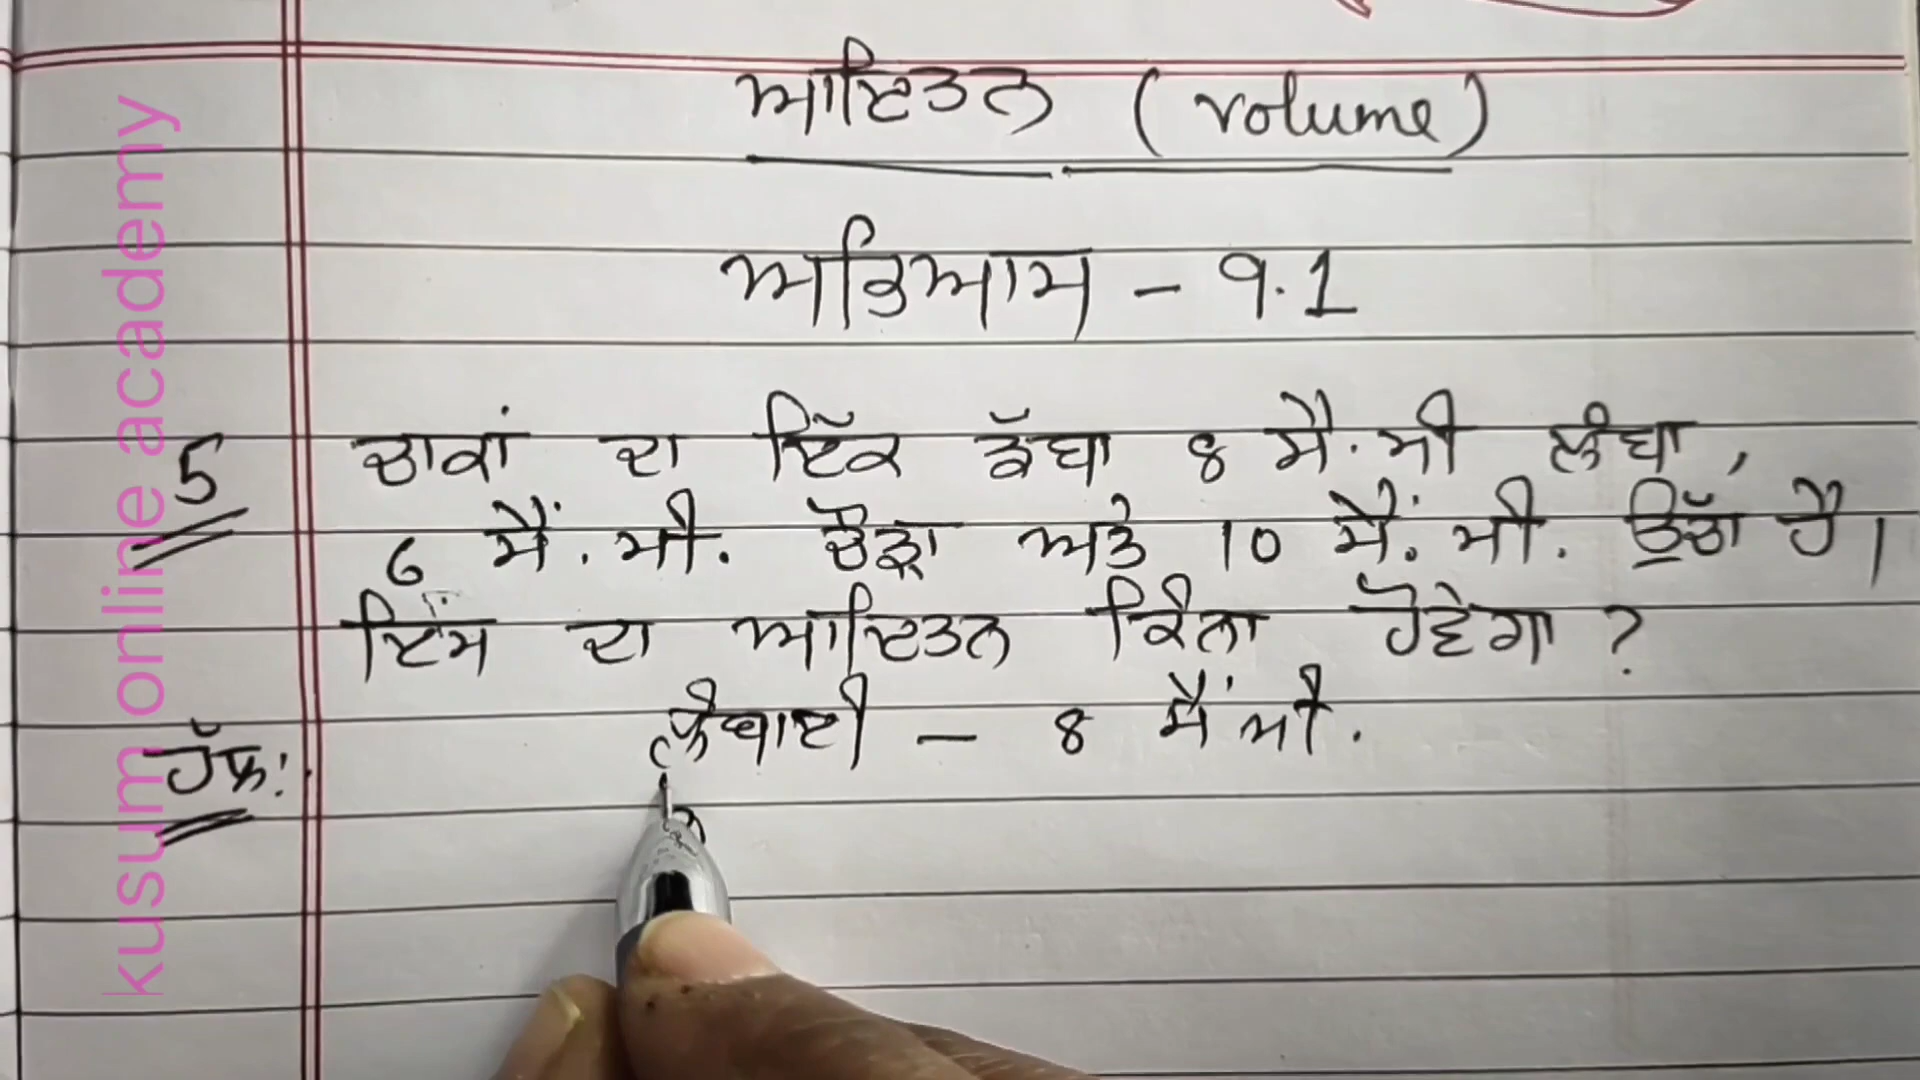 ਆਇਤਨ (volume)
ਅਭਿਆਸ - 9.1
5 ਚਾਕਾਂ ਦਾ ਇੱਕ ਡੱਬਾ 8 ਸੈ.ਮੀ ਲੰਬਾ,
6 ਸੈਂ.ਮੀ. ਚੌੜਾ ਅਤੇ 10 ਸੈਂ.ਮੀ. ਉੱਚਾ ਹੈ।
ਇਸ ਦਾ ਆਇਤਨ ਕਿੰਨਾ ਹੋਵੇਗਾ?
ਹੱਲ: ਲੰਬਾਈ - 8 ਸੈਂਮੀ.
kusum online academy